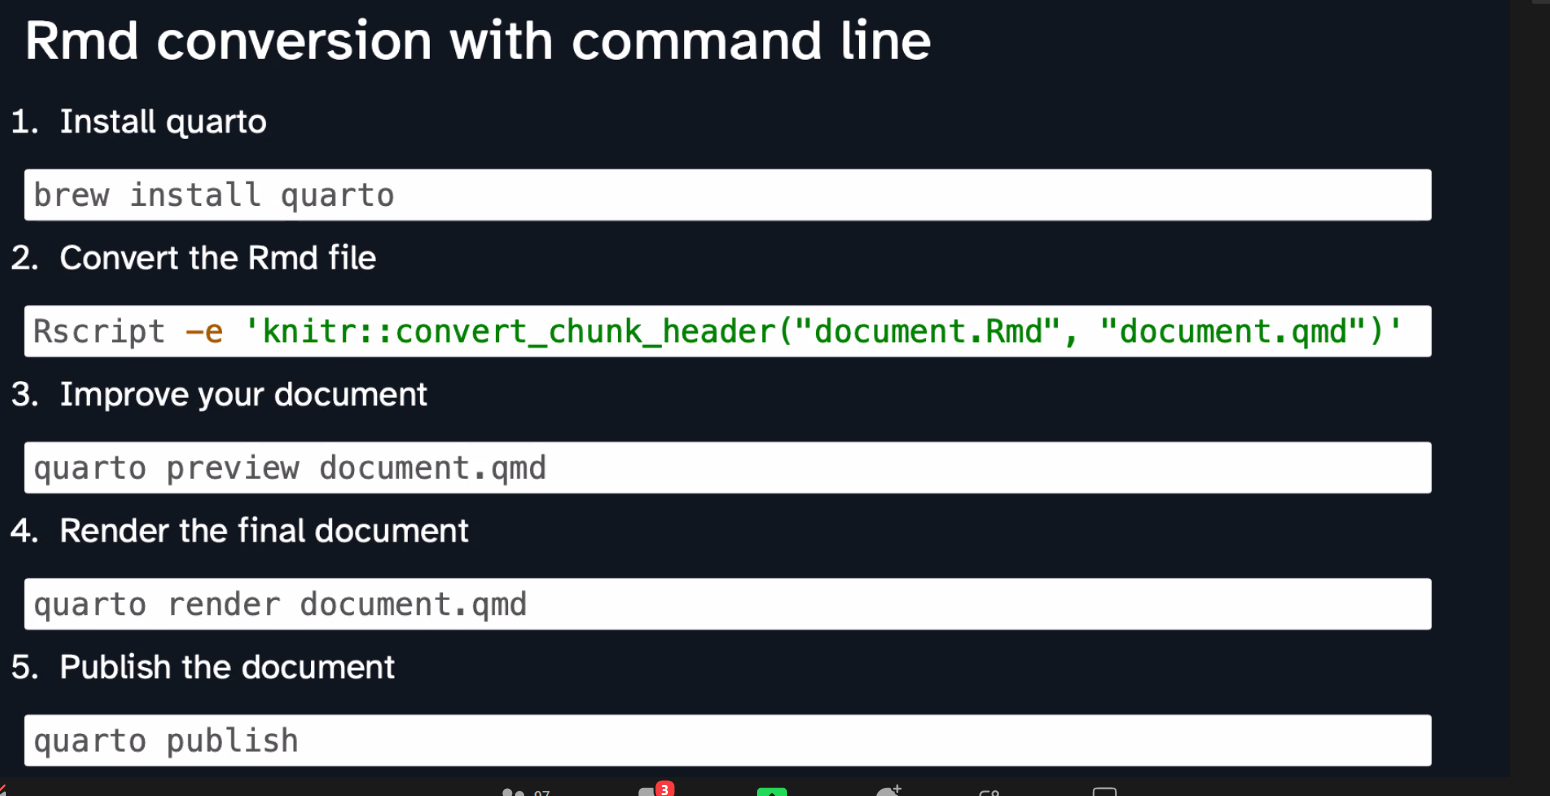 Rmd conversion with command line
1. Install quarto
brew install quarto
2. Convert the Rmd file
Rscript -e 'knitr::convert_chunk_header("document.Rmd", "document.qmd")'
3. Improve your document
quarto preview document.qmd
4. Render the final document
quarto render document.qmd
5. Publish the document
quarto publish
3